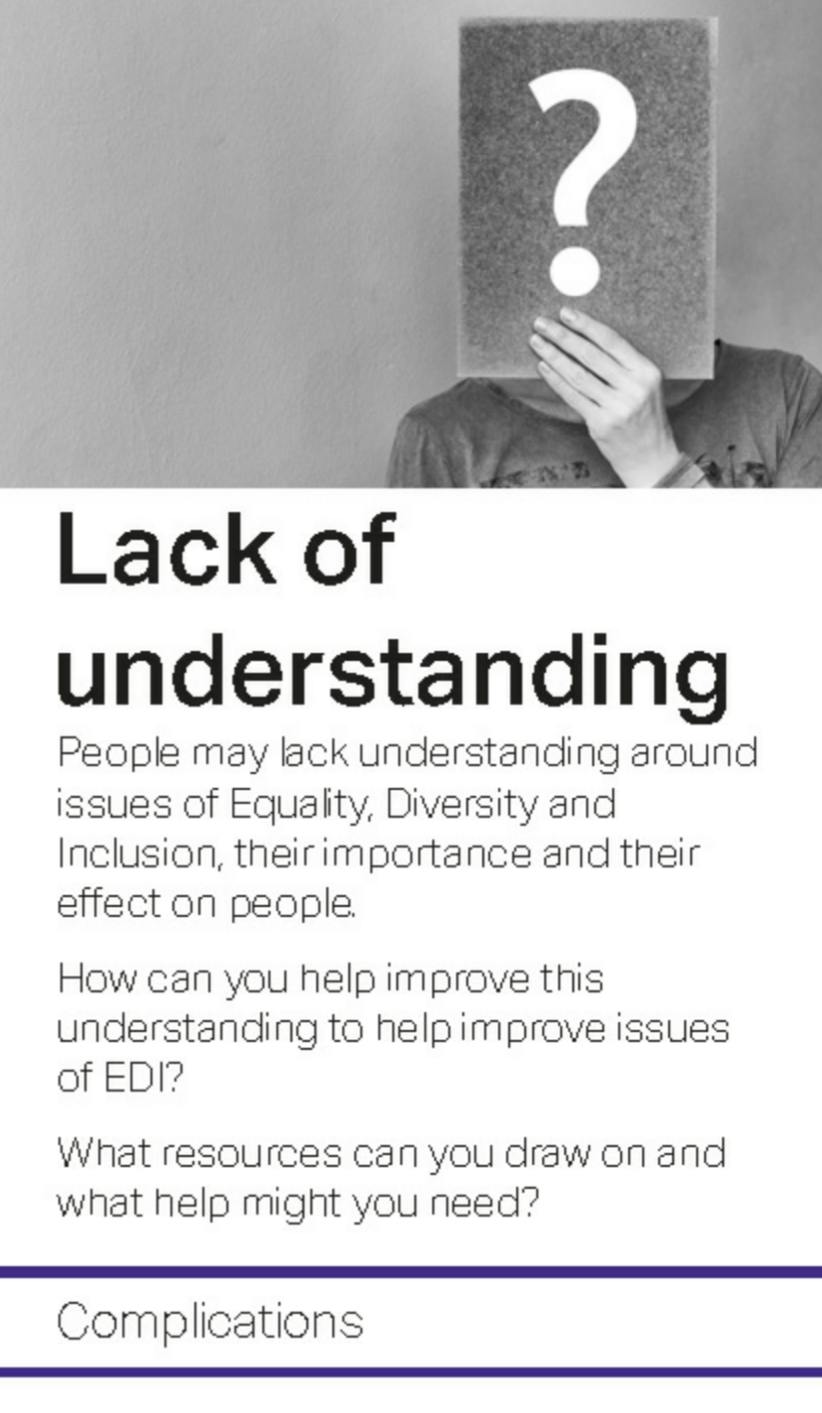 ?
Lack of
understanding
People may lack understanding around
issues of Equality, Diversity and
Inclusion, their importance and their
effect on people.
How can you help improve this
understanding to help improve issues
of EDI?
What resources can you draw on and
what help might you need?
Complications